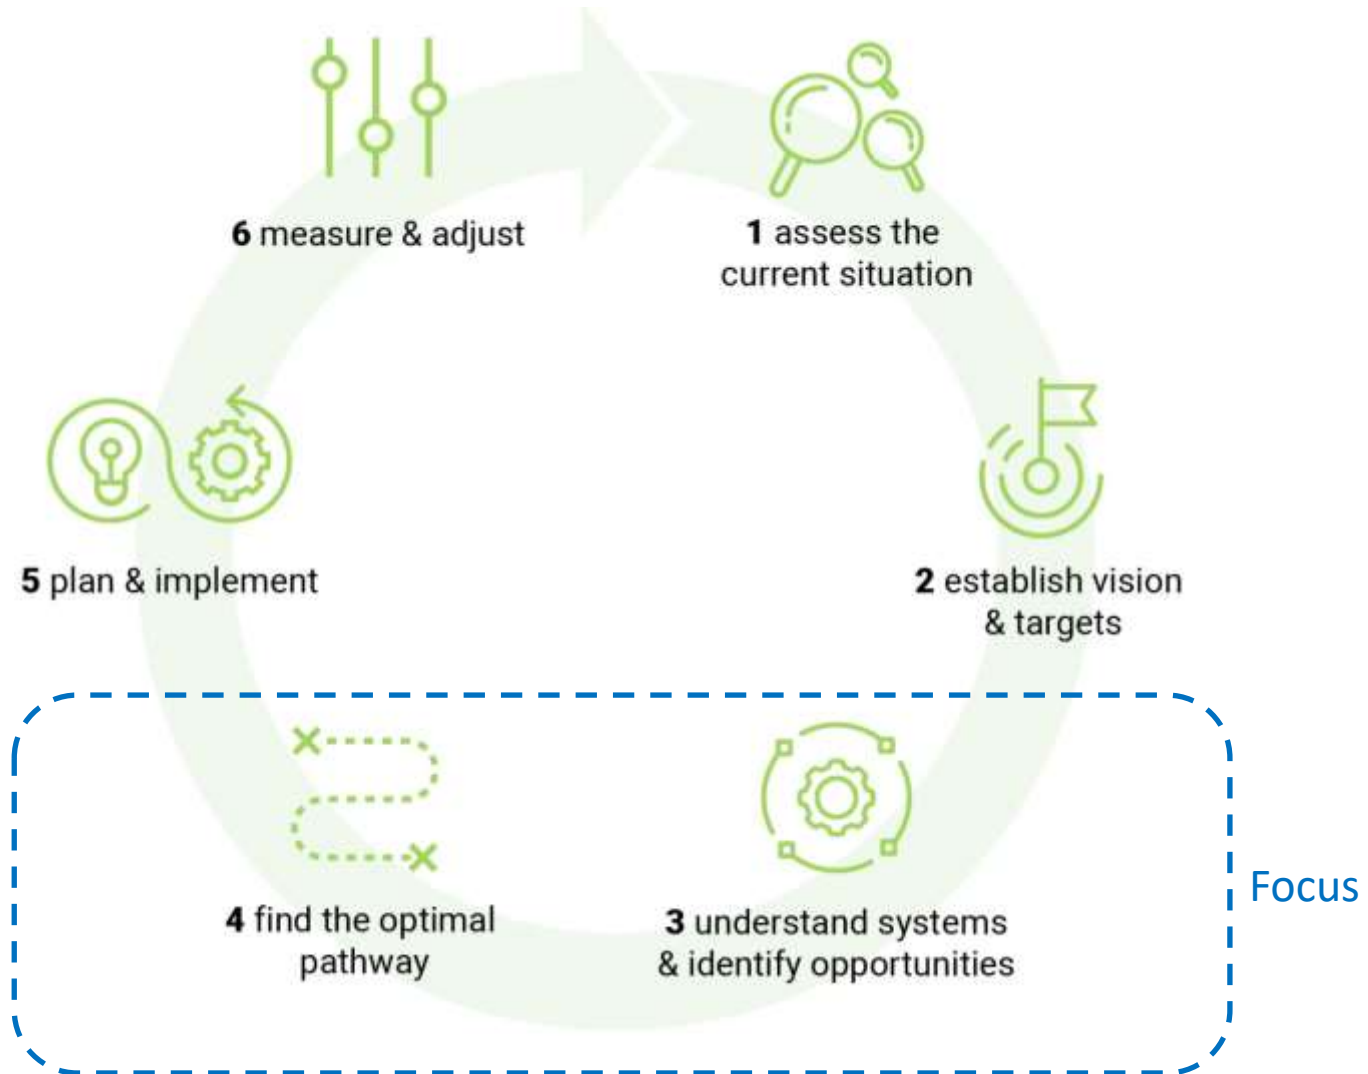 1 assess the
current situation
2 establish vision
& targets
3 understand systems
& identify opportunities
4 find the optimal
pathway
5 plan & implement
6 measure & adjust
Focus